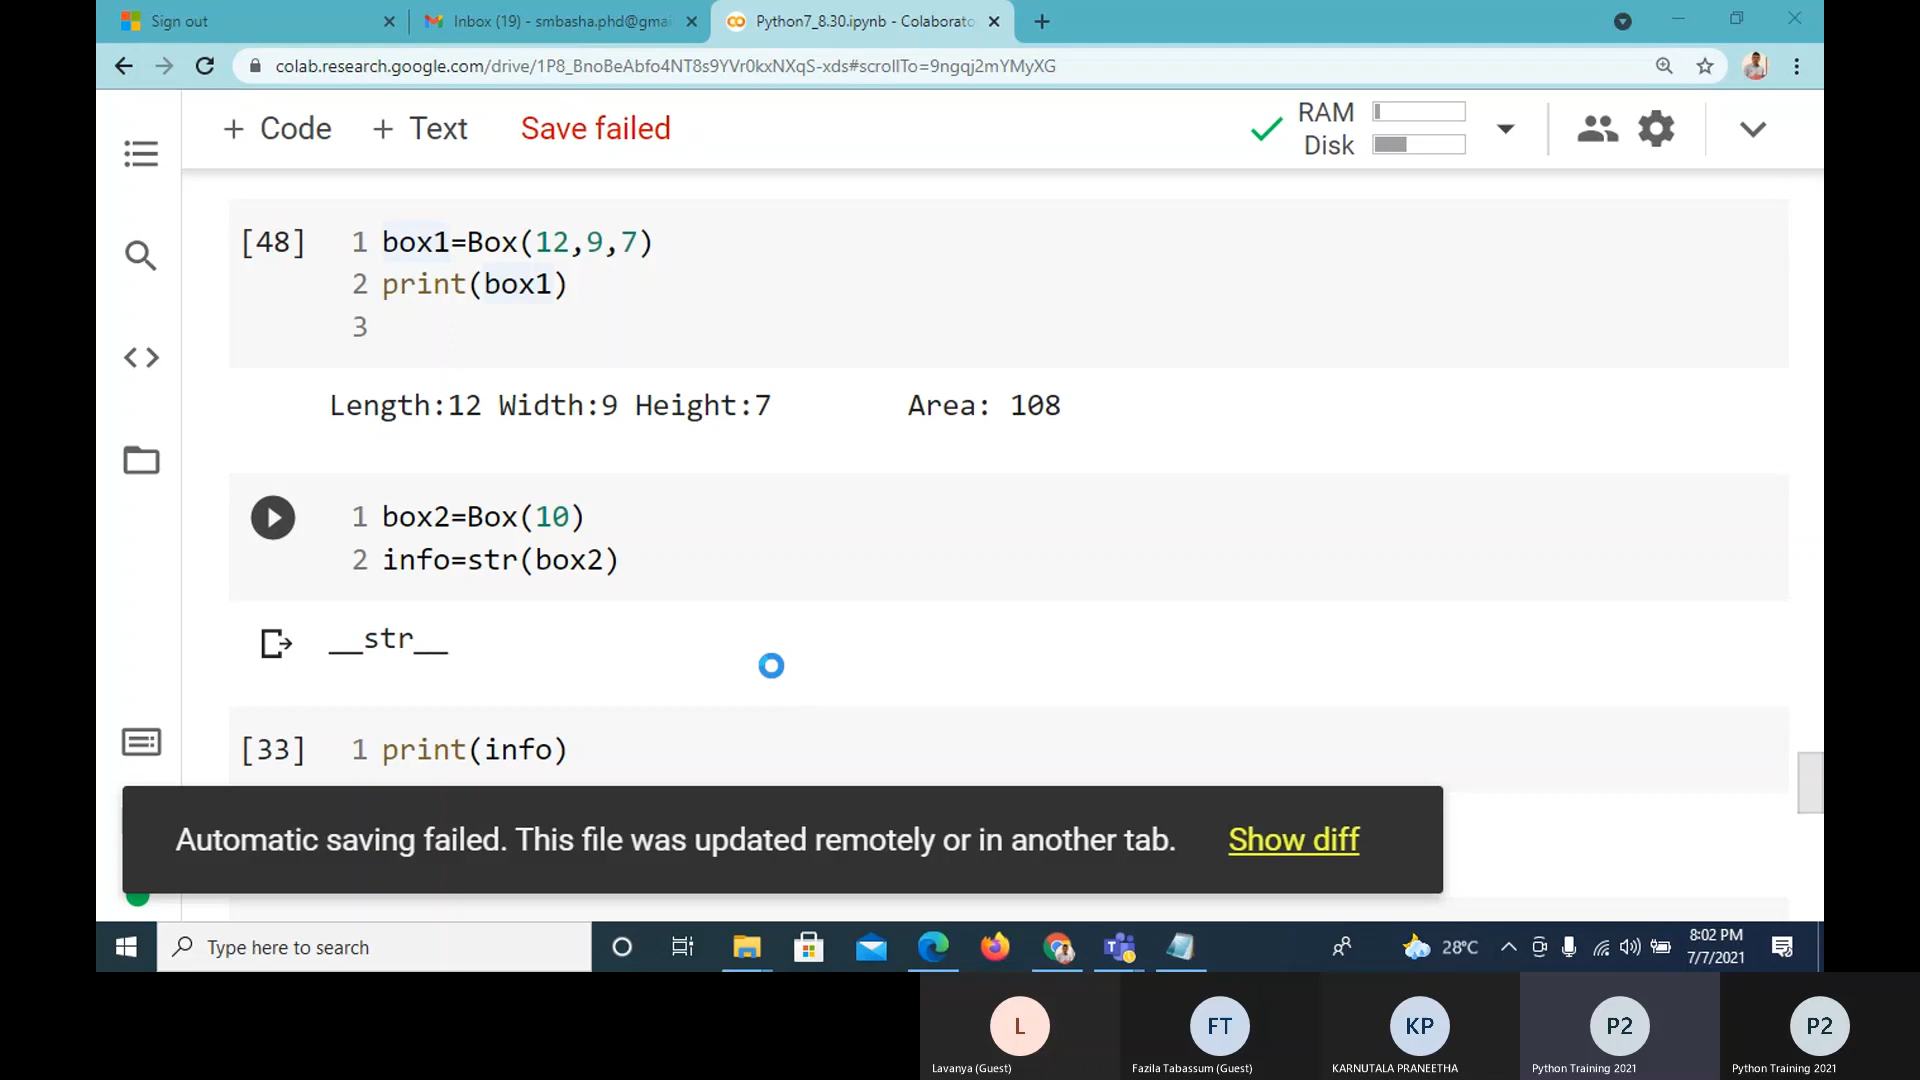 Sign out
Inbox (19) - smbasha.phd@gmai
Python7_8.30.ipynb - Colaborato
colab.research.google.com/drive/1P8_BnoBeAbfo4NT8s9YVr0kxNXqS-xds#scrollTo=9ngqj2mYMyXG
+ Code + Text Save failed
RAM
Disk
[48] 1 box1=Box(12,9,7)
2 print(box1)
3
Length:12 Width:9 Height:7 Area: 108
1 box2=Box(10)
2 info=str(box2)
__str__
[33] 1 print(info)
Automatic saving failed. This file was updated remotely or in another tab. Show diff
Type here to search
28°C
8:02 PM
7/7/2021
L
FT
KP
P2
P2
Lavanya (Guest)
Fazila Tabassum (Guest)
KARNUTALA PRANEETHA
Python Training 2021
Python Training 2021